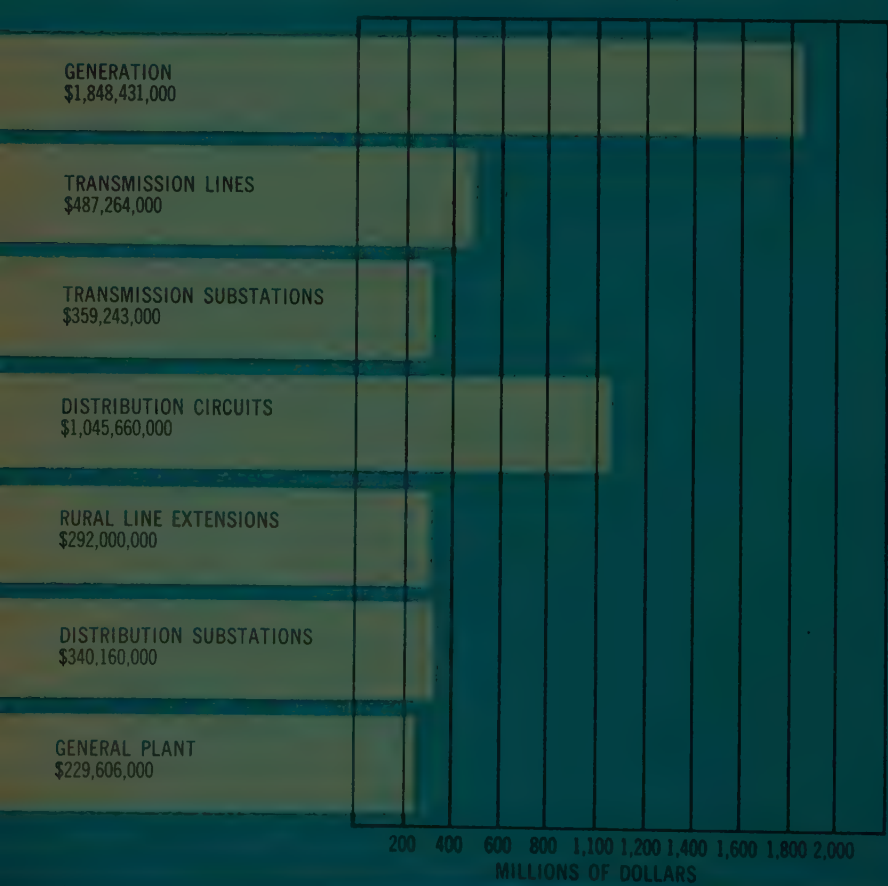 GENERATION
$1,848,431,000
TRANSMISSION LINES
$487,264,000
TRANSMISSION SUBSTATIONS
$359,243,000
DISTRIBUTION CIRCUITS
$1,045,660,000
RURAL LINE EXTENSIONS
$292,000,000
DISTRIBUTION SUBSTATIONS
$340,160,000
GENERAL PLANT
$229,606,000
200 400 600 800 1,100 1,200 1,400 1,600 1,800 2,000
MILLIONS OF DOLLARS